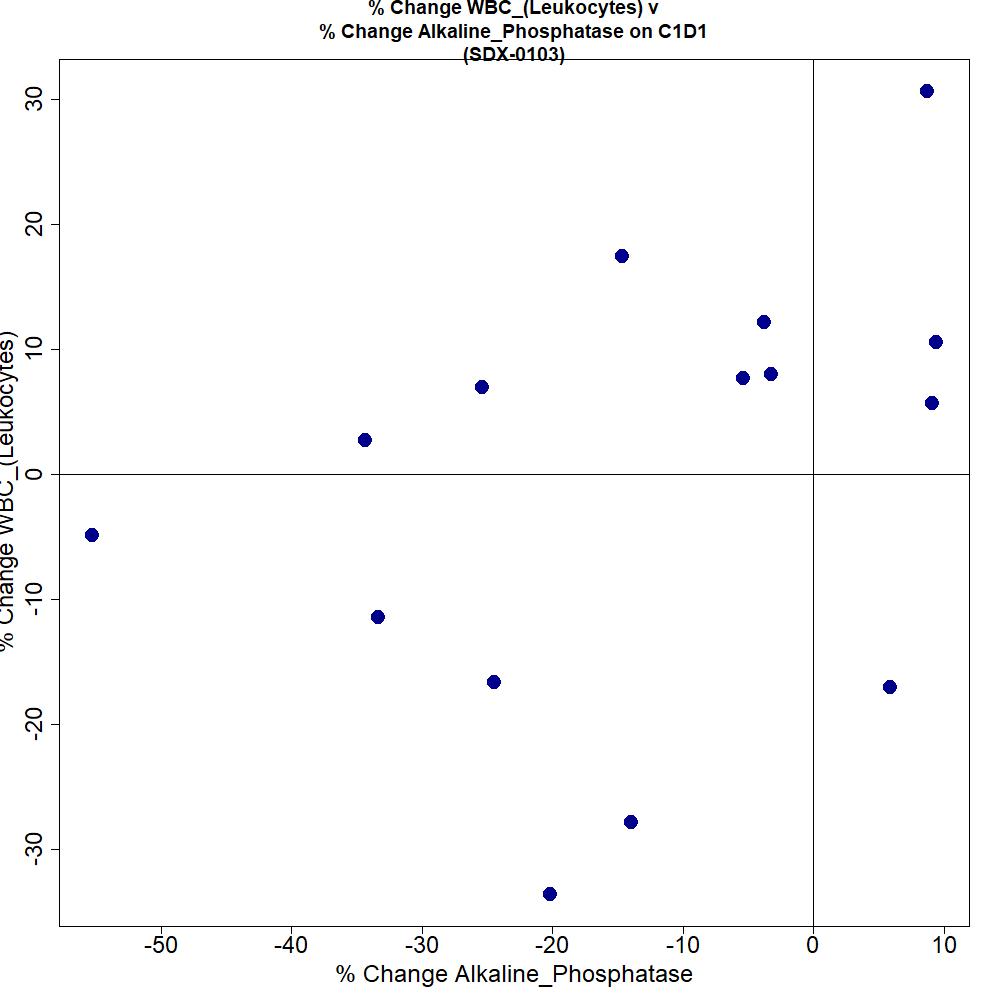 % Change WBC_(Leukocytes) v
% Change Alkaline_Phosphatase on C1D1
(SDX-0103)
% Change WBC_(Leukocytes)
30
20
10
0
-10
-20
-30
-50
-40
-30
-20
-10
0
10
% Change Alkaline_Phosphatase